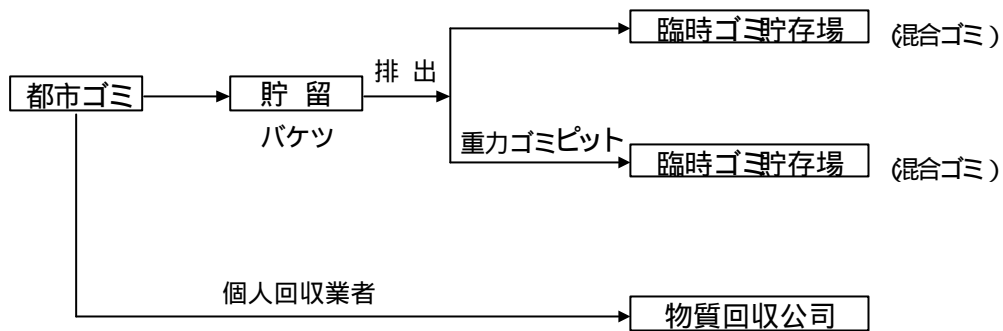 臨時ゴミ貯存場 (混合ゴミ)
排 出
都市ゴミ 貯 留
バケツ
重力ゴミピット
臨時ゴミ貯存場 (混合ゴミ)
個人回収業者
物質回収公司